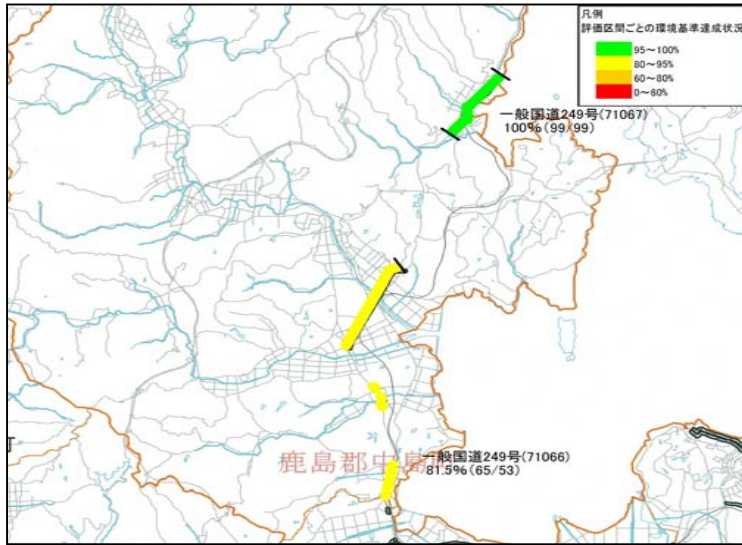 凡例
評価区間ごとの環境基準達成状況
95～100%
80～95%
60～80%
0～60%
一般国道249号(71067)
100%(99/99)
鹿島郡中島
一般国道249号(71066)
81.5%(65/53)